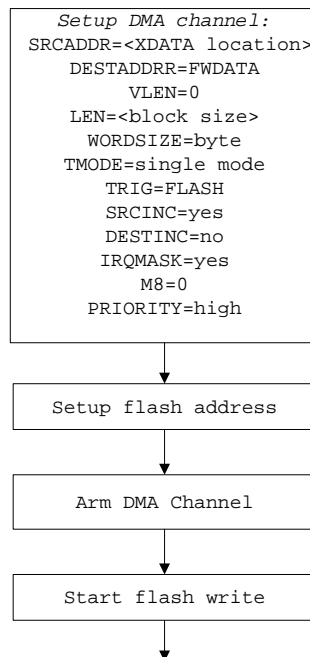 Setup DMA channel:
SRCADDR=<XDATA location>
DESTADDRR=FWDATA
VLEN=0
LEN=<block size>
WORDSIZE=byte
TMODE=single mode
TRIG=FLASH
SRCINC=yes
DESTINC=no
IRQMASK=yes
M8=0
PRIORITY=high
Setup flash address
Arm DMA Channel
Start flash write